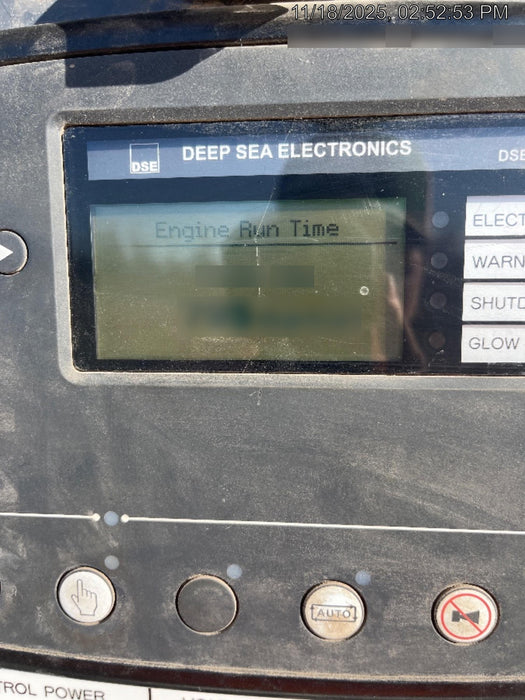 11/18/2025, 02:52:53 PM
DSE
DEEP SEA ELECTRONICS
DSE
Engine Run Time
ELECT
WARN
SHUTD
GLOW
AUTO
TROL POWER